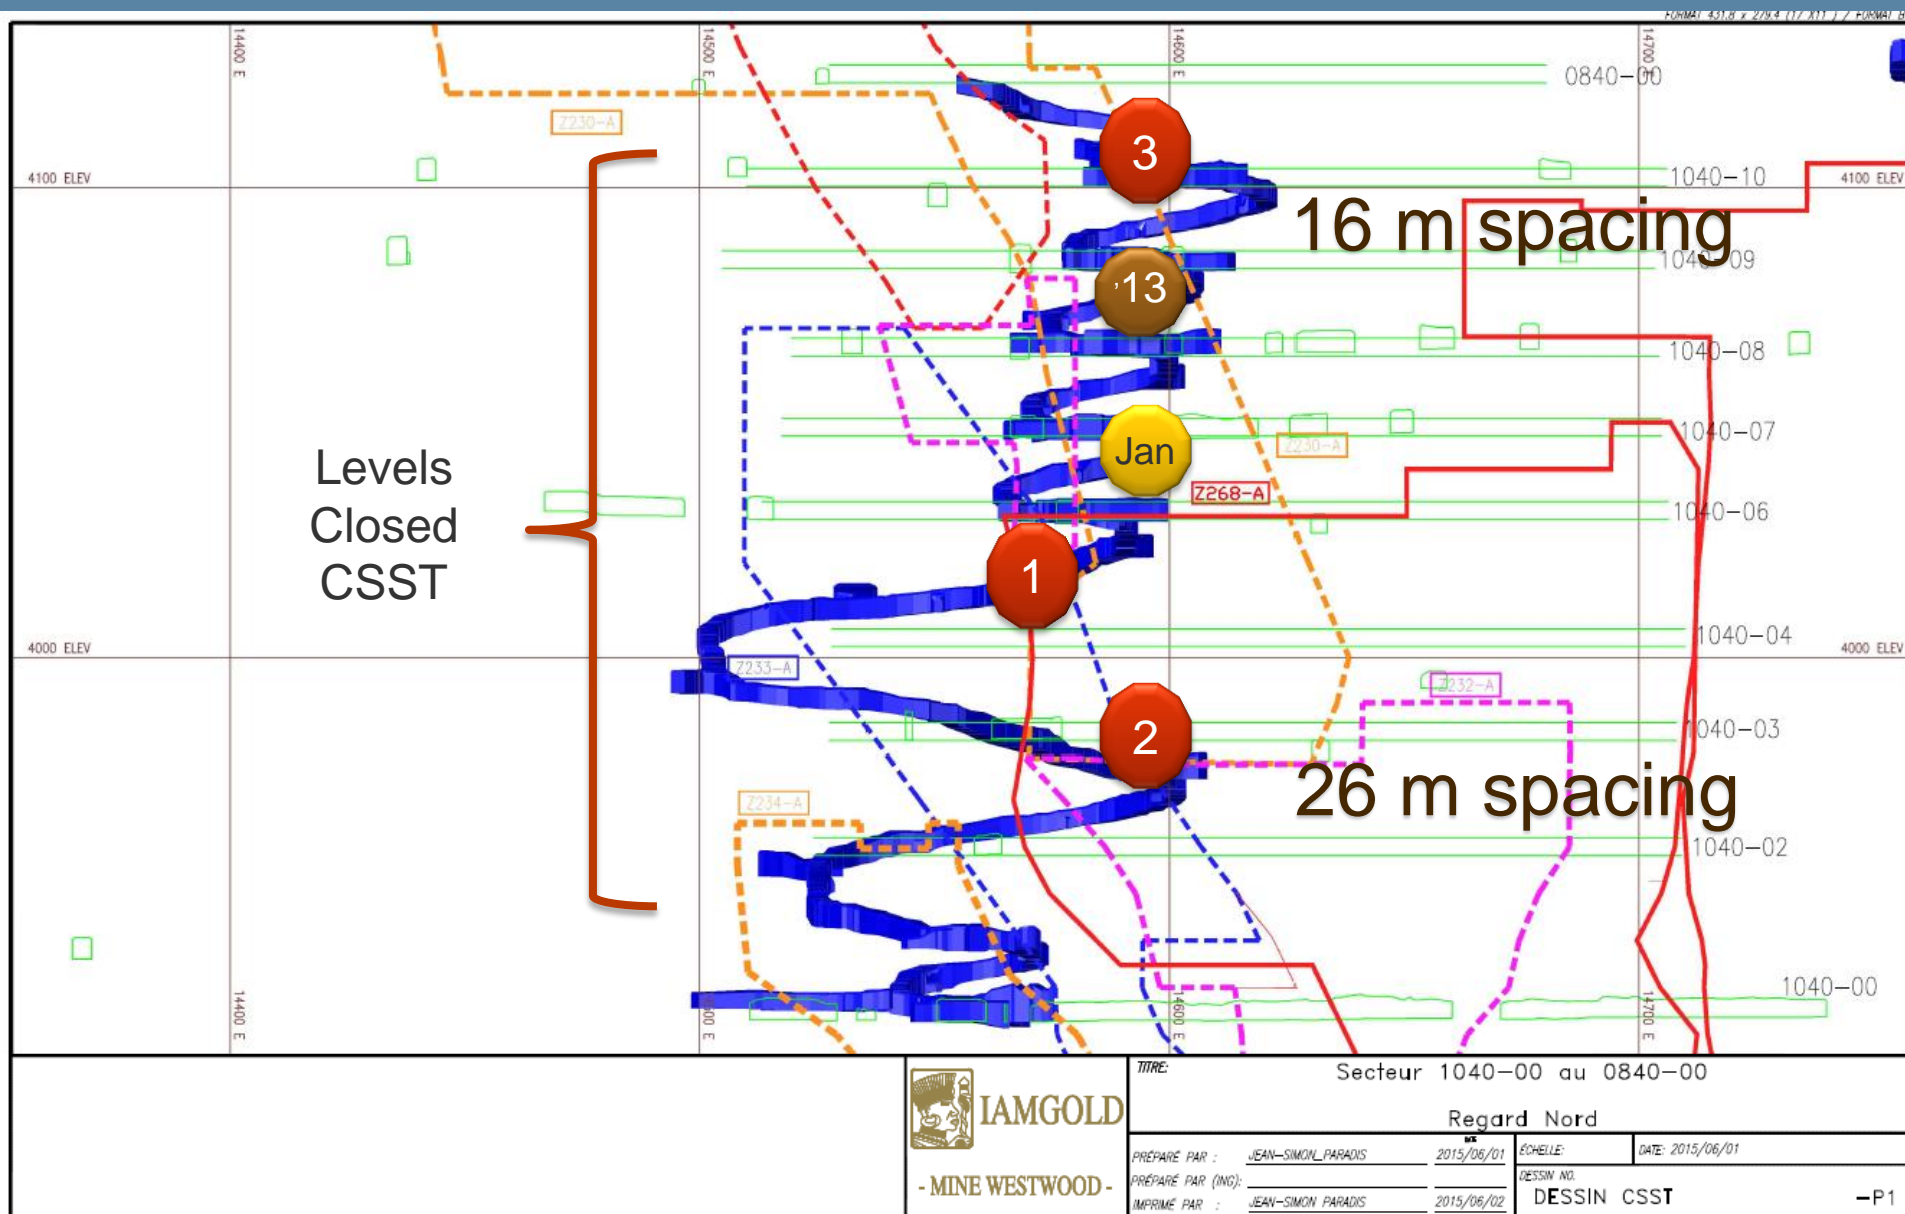 FORMAT 431.8 x 279.4 (17 X11 ) / FORMAT B
14400 E
14500 E
14600 E
14700 E
0840-00
Z230-A
3
4100 ELEV
1040-10
4100 ELEV
16 m spacing
1040-09
'13
1040-08
1040-07
Jan
Z230-A
Levels
Closed
CSST
Z268-A
1040-06
1
1040-04
4000 ELEV
4000 ELEV
Z233-A
Z232-A
2
1040-03
26 m spacing
Z234-A
1040-02
1040-00
14400 E
14600 E
14700 E
IAMGOLD
- MINE WESTWOOD -
TITRE:
Secteur 1040-00 au 0840-00
Regard Nord
PRÉPARÉ PAR : JEAN-SIMON_PARADIS 2015/06/01
ÉCHELLE:
DATE: 2015/06/01
PRÉPARÉ PAR (ING):
DESSIN NO.
DESSIN CSST -P1
IMPRIMÉ PAR : JEAN-SIMON PARADIS 2015/06/02